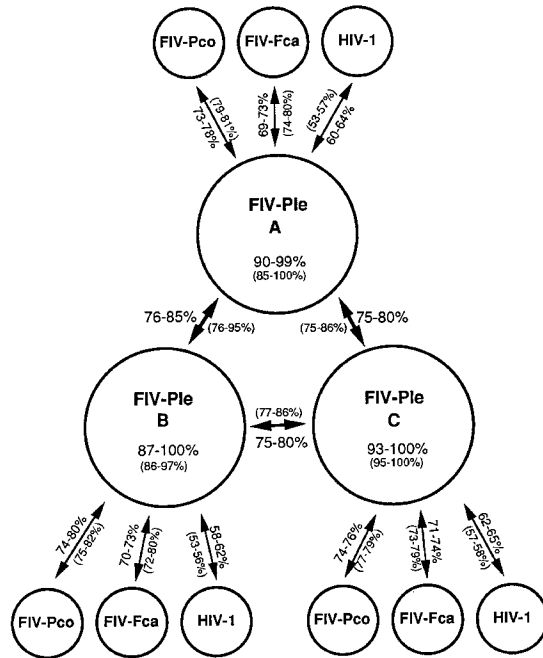 FIV-Pco
FIV-Fca
HIV-1
(79-81%)
73-78%
69-73%
(74-80%)
(53-57%)
60-64%
FIV-Ple
A
90-99%
(85-100%)
76-85%
(76-95%)
(75-86%)
75-80%
FIV-Ple
B
87-100%
(86-97%)
(77-86%)
75-80%
FIV-Ple
C
93-100%
(95-100%)
74-80%
(75-82%)
70-73%
(72-80%)
58-62%
(53-56%)
74-76%
(77-79%)
71-74%
(73-79%)
62-65%
(57-58%)
FIV-Pco
FIV-Fca
HIV-1
FIV-Pco
FIV-Fca
HIV-1